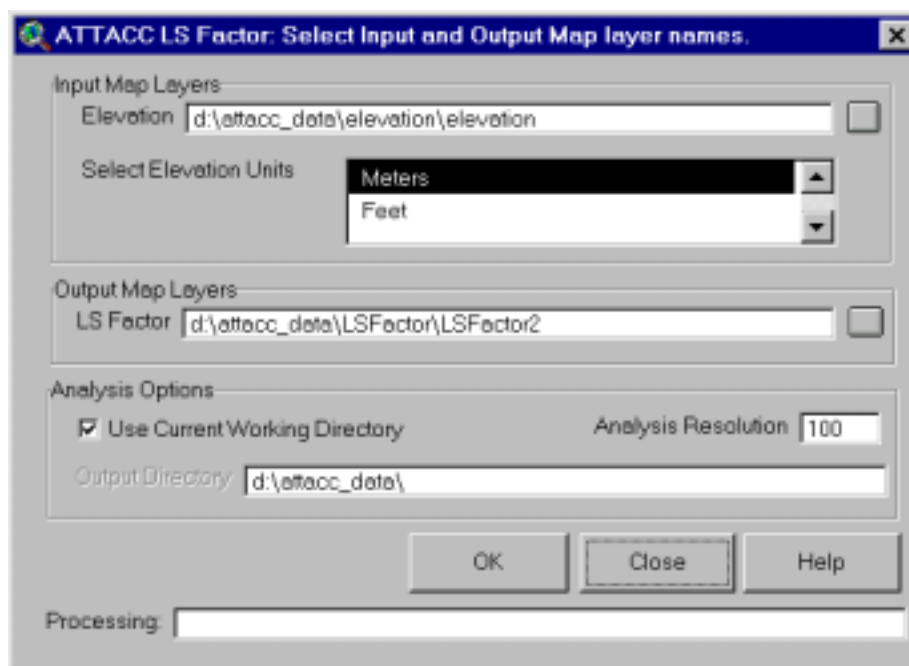 ATTACC LS Factor: Select Input and Output Map layer names.
Input Map Layers
Elevation d:\attacc_data\elevation\elevation
Select Elevation Units Meters
Feet
Output Map Layers
LS Factor d:\attacc_data\LSFactor\LSFactor2
Analysis Options
Use Current Working Directory Analysis Resolution 100
Output Directory d:\attacc_data\
OK Close Help
Processing: